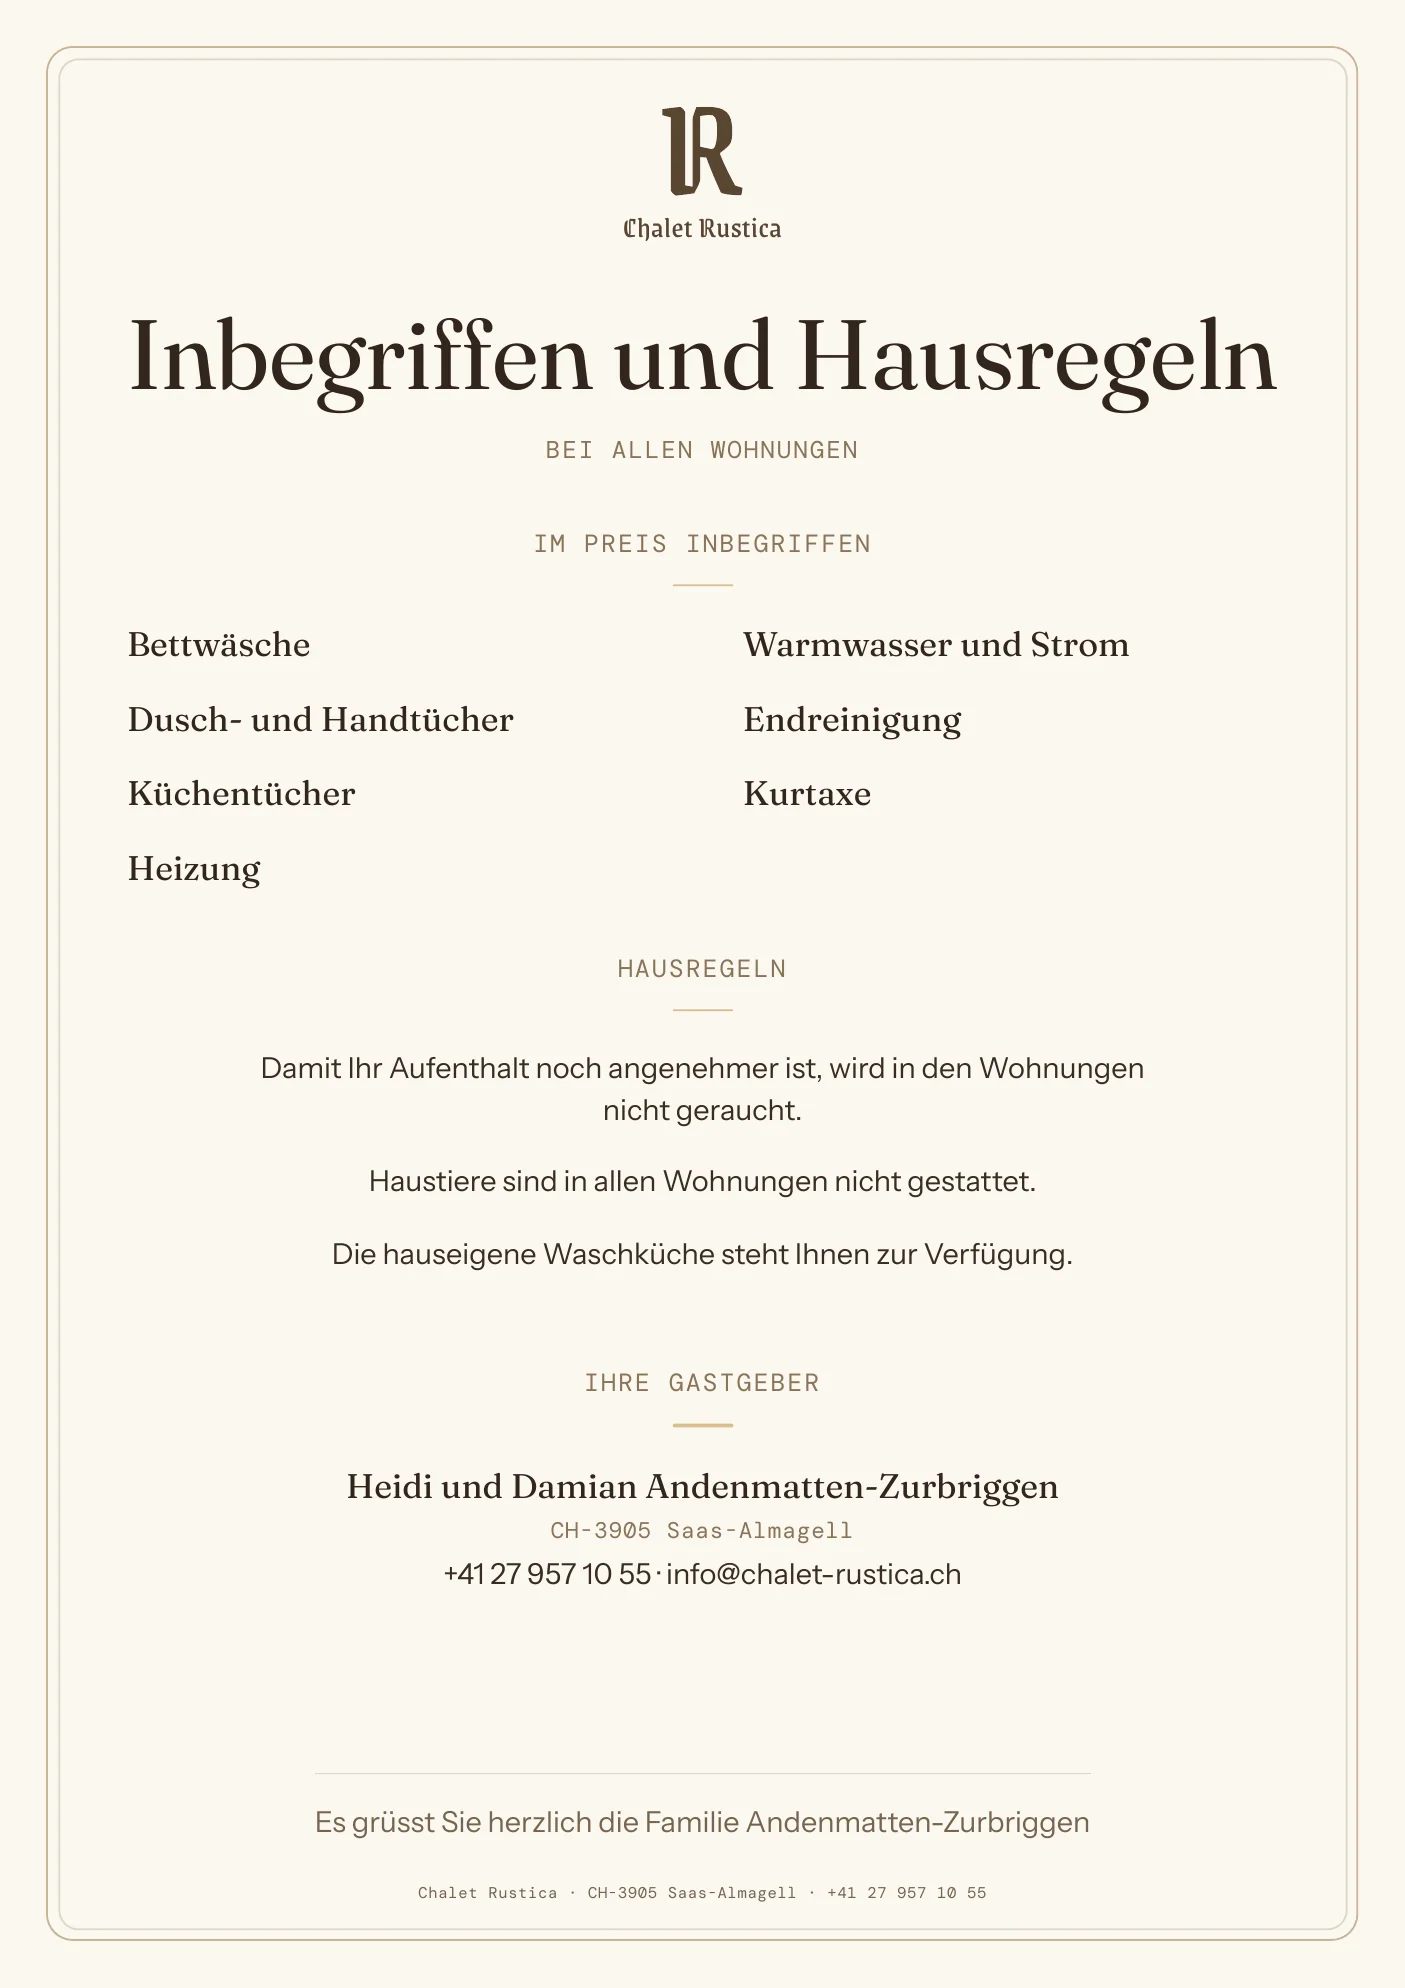 R
Chalet Rustica
Inbegriffen und Hausregeln
BEI ALLEN WOHNUNGEN
IM PREIS INBEGRIFFEN
Bettwäsche
Dusch- und Handtücher
Küchentücher
Heizung
Warmwasser und Strom
Endreinigung
Kurtaxe
HAUSREGELN
Damit Ihr Aufenthalt noch angenehmer ist, wird in den Wohnungen
nicht geraucht.
Haustiere sind in allen Wohnungen nicht gestattet.
Die hauseigene Waschküche steht Ihnen zur Verfügung.
IHRE GASTGEBER
Heidi und Damian Andenmatten-Zurbriggen
CH-3905 Saas-Almagell
+41 27 957 10 55 · info@chalet-rustica.ch
Es grüsst Sie herzlich die Familie Andenmatten-Zurbriggen
Chalet Rustica · CH-3905 Saas-Almagell · +41 27 957 10 55